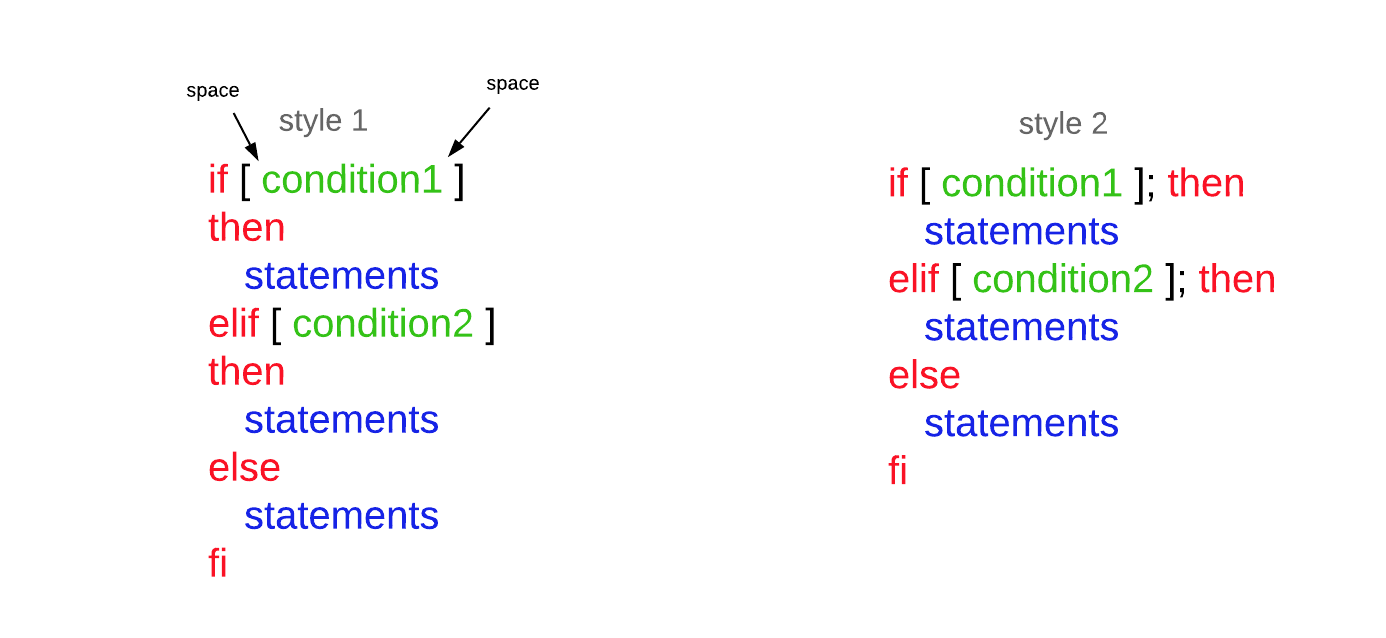 space
space
style 1
if [ condition1 ]
then
statements
elif [ condition2 ]
then
statements
else
statements
fi
style 2
if [ condition1 ]; then
statements
elif [ condition2 ]; then
statements
else
statements
fi